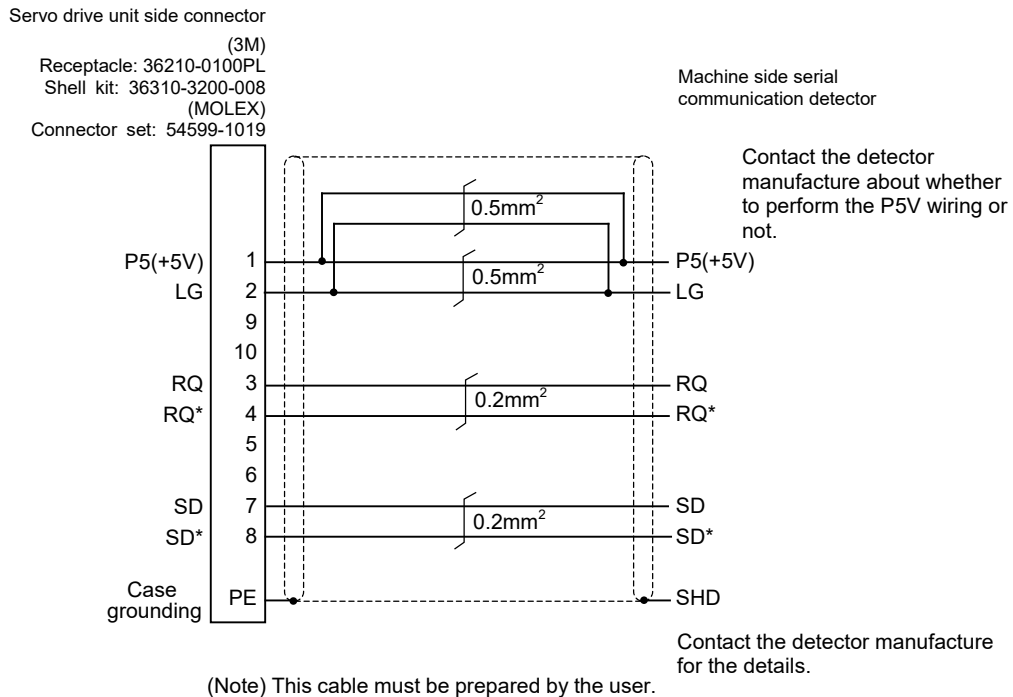 Servo drive unit side connector
(3M)
Receptacle: 36210-0100PL
Shell kit: 36310-3200-008
(MOLEX)
Connector set: 54599-1019
Machine side serial
communication detector
Contact the detector
manufacture about whether
to perform the P5V wiring or
not.
0.5mm²
P5(+5V) 1 0.5mm² P5(+5V)
LG 2 LG
9
10
RQ 3 0.2mm² RQ
RQ* 4 RQ*
5
6
SD 7 0.2mm² SD
SD* 8 SD*
Case
grounding PE SHD
Contact the detector manufacture
for the details.
(Note) This cable must be prepared by the user.